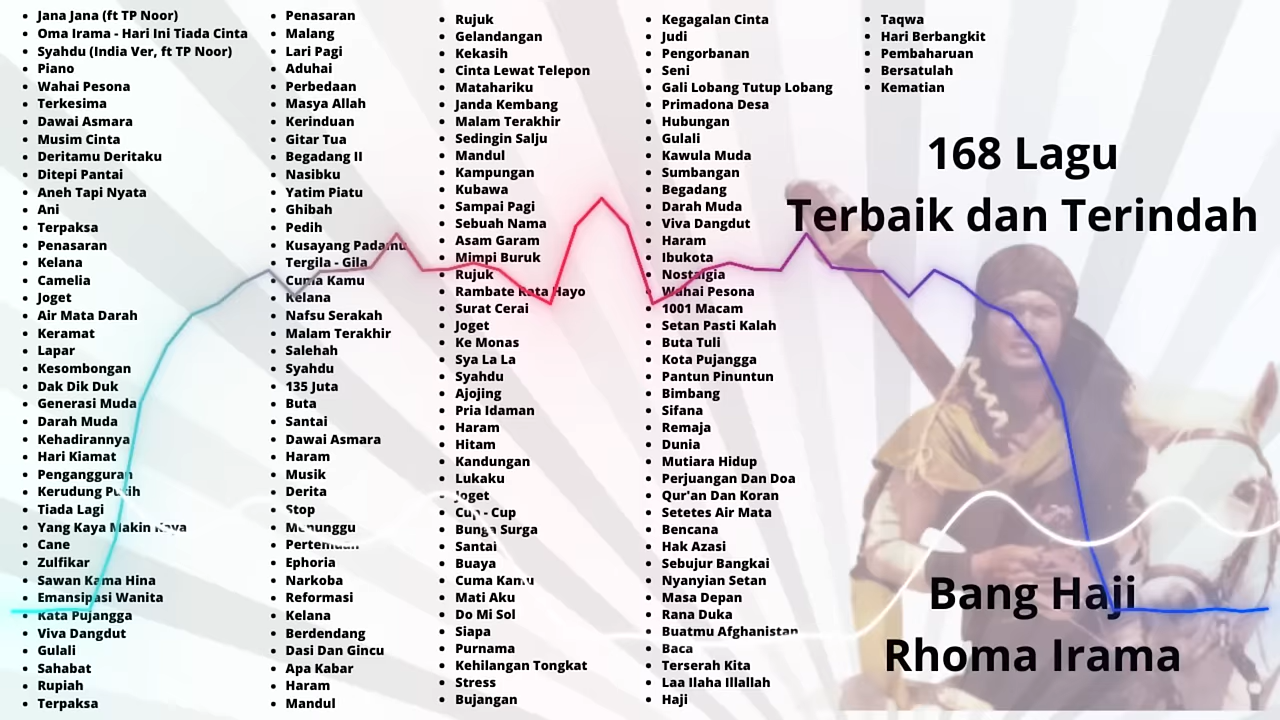 Jana Jana (ft TP Noor)
Oma Irama - Hari Ini Tiada Cinta
Syahdu (India Ver, ft TP Noor)
Piano
Wahai Pesona
Terkesima
Dawai Asmara
Musim Cinta
Deritamu Deritaku
Ditepi Pantai
Aneh Tapi Nyata
Ani
Terpaksa
Penasaran
Kelana
Camelia
Joget
Air Mata Darah
Keramat
Lapar
Kesombongan
Dak Dik Duk
Generasi Muda
Darah Muda
Kehadirannya
Hari Kiamat
Pengangguran
Kerudung Putih
Tiada Lagi
Yang Kaya Makin Kaya
Cane
Zulfikar
Sawan Kama Hina
Emansipasi Wanita
Kata Pujangga
Viva Dangdut
Gulali
Sahabat
Rupiah
Terpaksa
Penasaran
Malang
Lari Pagi
Aduhai
Perbedaan
Masya Allah
Kerinduan
Gitar Tua
Begadang II
Nasibku
Yatim Piatu
Ghibah
Pedih
Kusayang Padamu
Tergila - Gila
Cuma Kamu
Kelana
Nafsu Serakah
Malam Terakhir
Salehah
Syahdu
135 Juta
Buta
Santai
Dawai Asmara
Haram
Musik
Derita
Stop
Menunggu
Pertemuan
Ephoria
Narkoba
Reformasi
Kelana
Berdendang
Dasi Dan Gincu
Apa Kabar
Haram
Mandul
Rujuk
Gelandangan
Kekasih
Cinta Lewat Telepon
Matahariku
Janda Kembang
Malam Terakhir
Sedingin Salju
Mandul
Kampungan
Kubawa
Sampai Pagi
Sebuah Nama
Asam Garam
Mimpi Buruk
Rujuk
Rambate Rata Hayo
Surat Cerai
Joget
Ke Monas
Sya La La
Syahdu
Ajojing
Pria Idaman
Haram
Hitam
Kandungan
Lukaku
Joget
Cup - Cup
Bunga Surga
Santai
Buaya
Cuma Kamu
Mati Aku
Do Mi Sol
Siapa
Purnama
Kehilangan Tongkat
Stress
Bujangan
Kegagalan Cinta
Judi
Pengorbanan
Seni
Gali Lobang Tutup Lobang
Primadona Desa
Hubungan
Gulali
Kawula Muda
Sumbangan
Begadang
Darah Muda
Viva Dangdut
Haram
Ibukota
Nostalgia
Wahai Pesona
1001 Macam
Setan Pasti Kalah
Buta Tuli
Kota Pujangga
Pantun Pinuntun
Bimbang
Sifana
Remaja
Dunia
Mutiara Hidup
Perjuangan Dan Doa
Qur'an Dan Koran
Setetes Air Mata
Bencana
Hak Azasi
Sebujur Bangkai
Nyanyian Setan
Masa Depan
Rana Duka
Buatmu Afghanistan
Baca
Terserah Kita
Laa Ilaha Illallah
Haji
Taqwa
Hari Berbangkit
Pembaharuan
Bersatulah
Kematian
168 Lagu
Terbaik dan Terindah
Bang Haji
Rhoma Irama